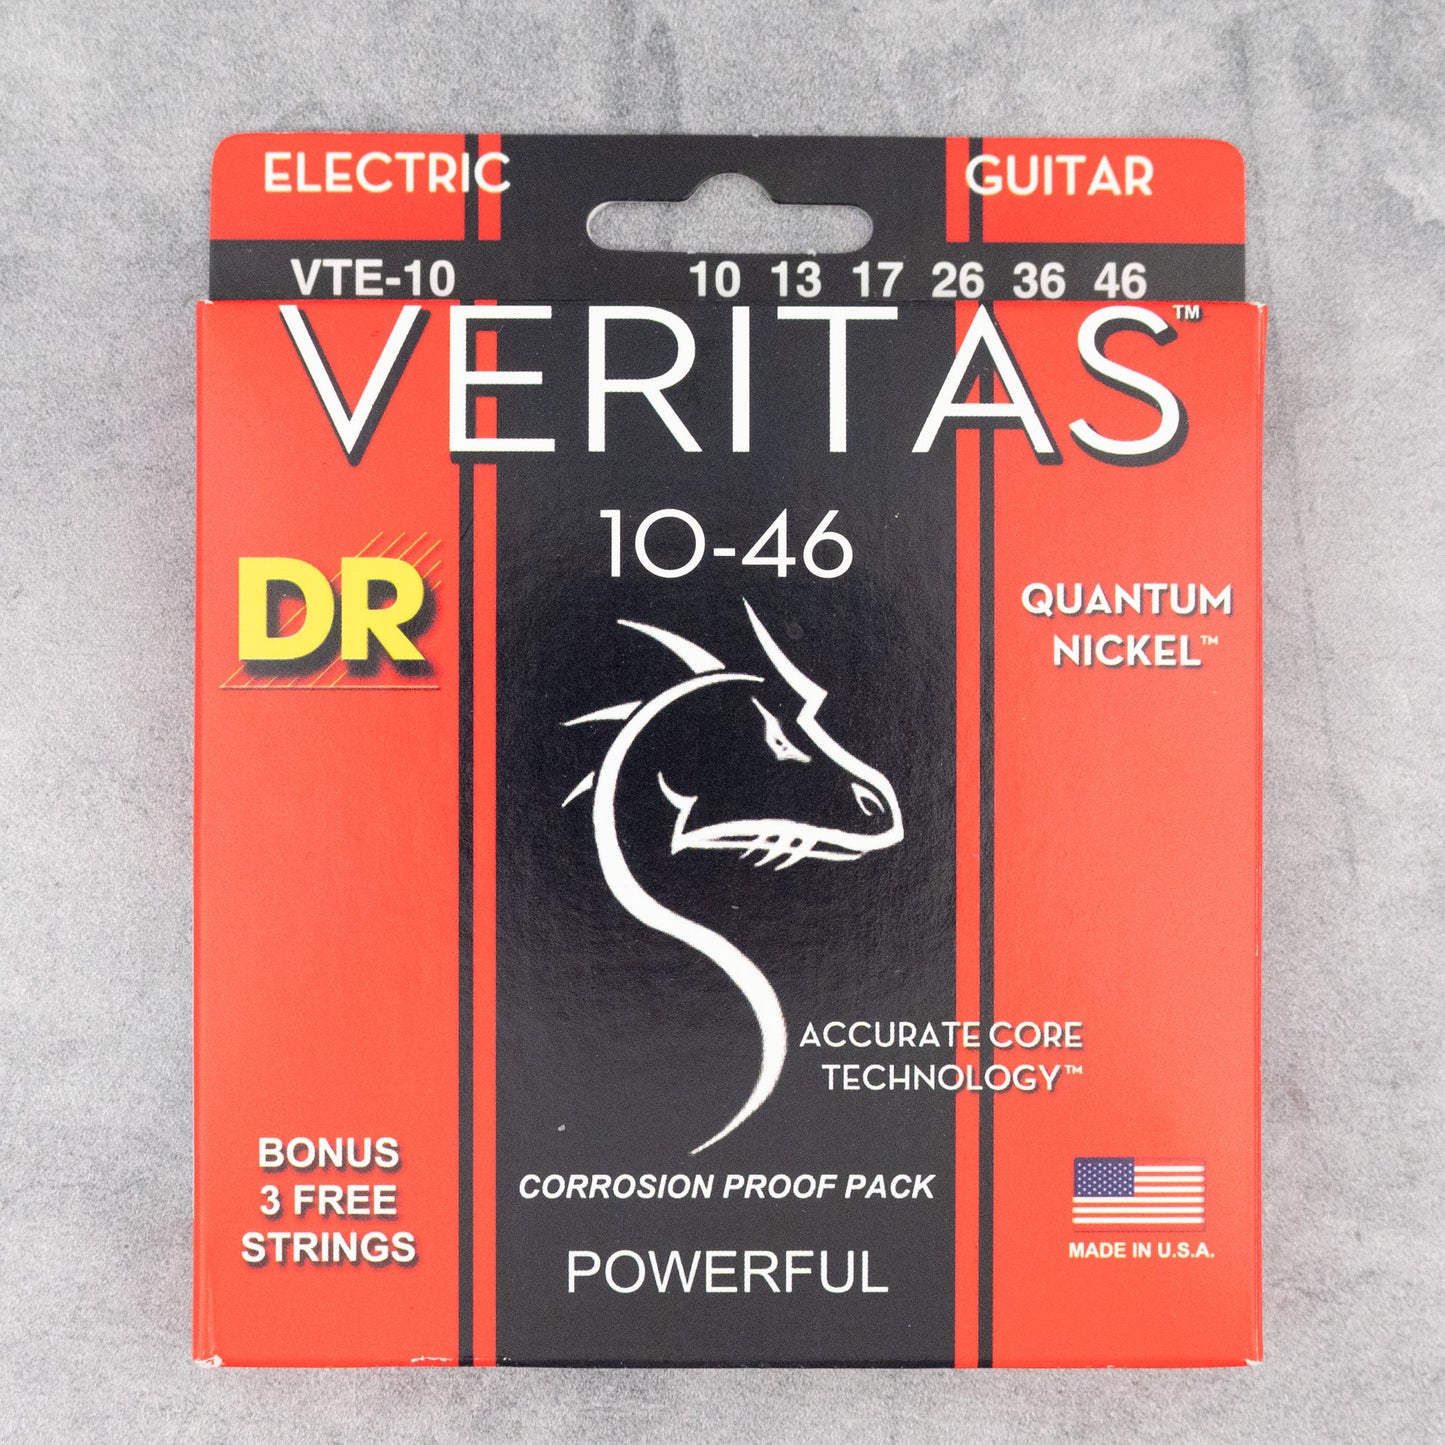 ELECTRIC GUITAR
VTE-10 10 13 17 26 36 46
VERITAS™
10-46
DR
QUANTUM
NICKEL™
ACCURATE CORE
TECHNOLOGY™
BONUS
3 FREE
STRINGS
CORROSION PROOF PACK
POWERFUL
MADE IN U.S.A.